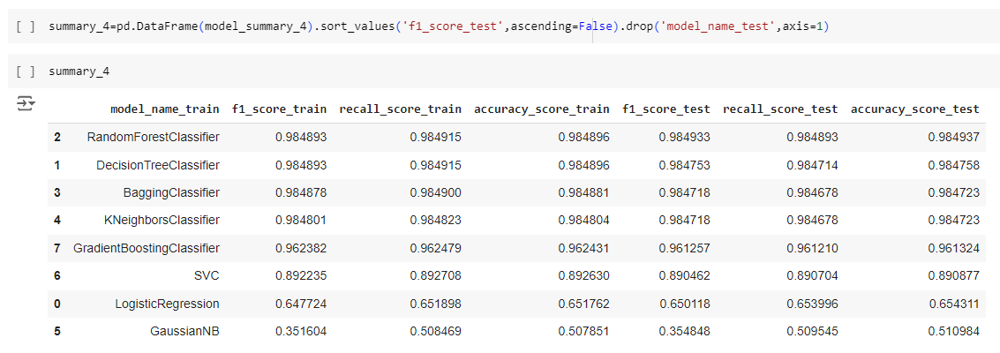 [ ] summary_4=pd.DataFrame(model_summary_4).sort_values('f1_score_test',ascending=False).drop('model_name_test',axis=1)
[ ] summary_4
model_name_train f1_score_train recall_score_train accuracy_score_train f1_score_test recall_score_test accuracy_score_test
2 RandomForestClassifier 0.984893 0.984915 0.984896 0.984933 0.984893 0.984937
1 DecisionTreeClassifier 0.984893 0.984915 0.984896 0.984753 0.984714 0.984758
3 BaggingClassifier 0.984878 0.984900 0.984881 0.984718 0.984678 0.984723
4 KNeighborsClassifier 0.984801 0.984823 0.984804 0.984718 0.984678 0.984723
7 GradientBoostingClassifier 0.962382 0.962479 0.962431 0.961257 0.961210 0.961324
6 SVC 0.892235 0.892708 0.892630 0.890462 0.890704 0.890877
0 LogisticRegression 0.647724 0.651898 0.651762 0.650118 0.653996 0.654311
5 GaussianNB 0.351604 0.508469 0.507851 0.354848 0.509545 0.510984